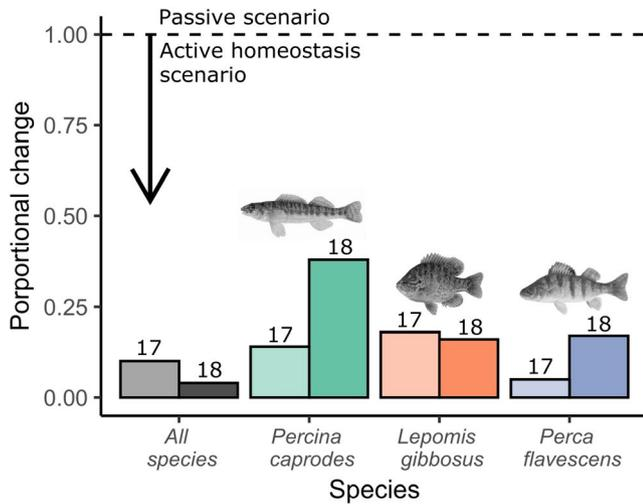 Passive scenario
1.00
Active homeostasis
scenario
0.75
0.50
0.25
0.00
Porportional change
17
18
17
18
17
18
17
18
All
species
Percina
caprodes
Lepomis
gibbosus
Perca
flavescens
Species